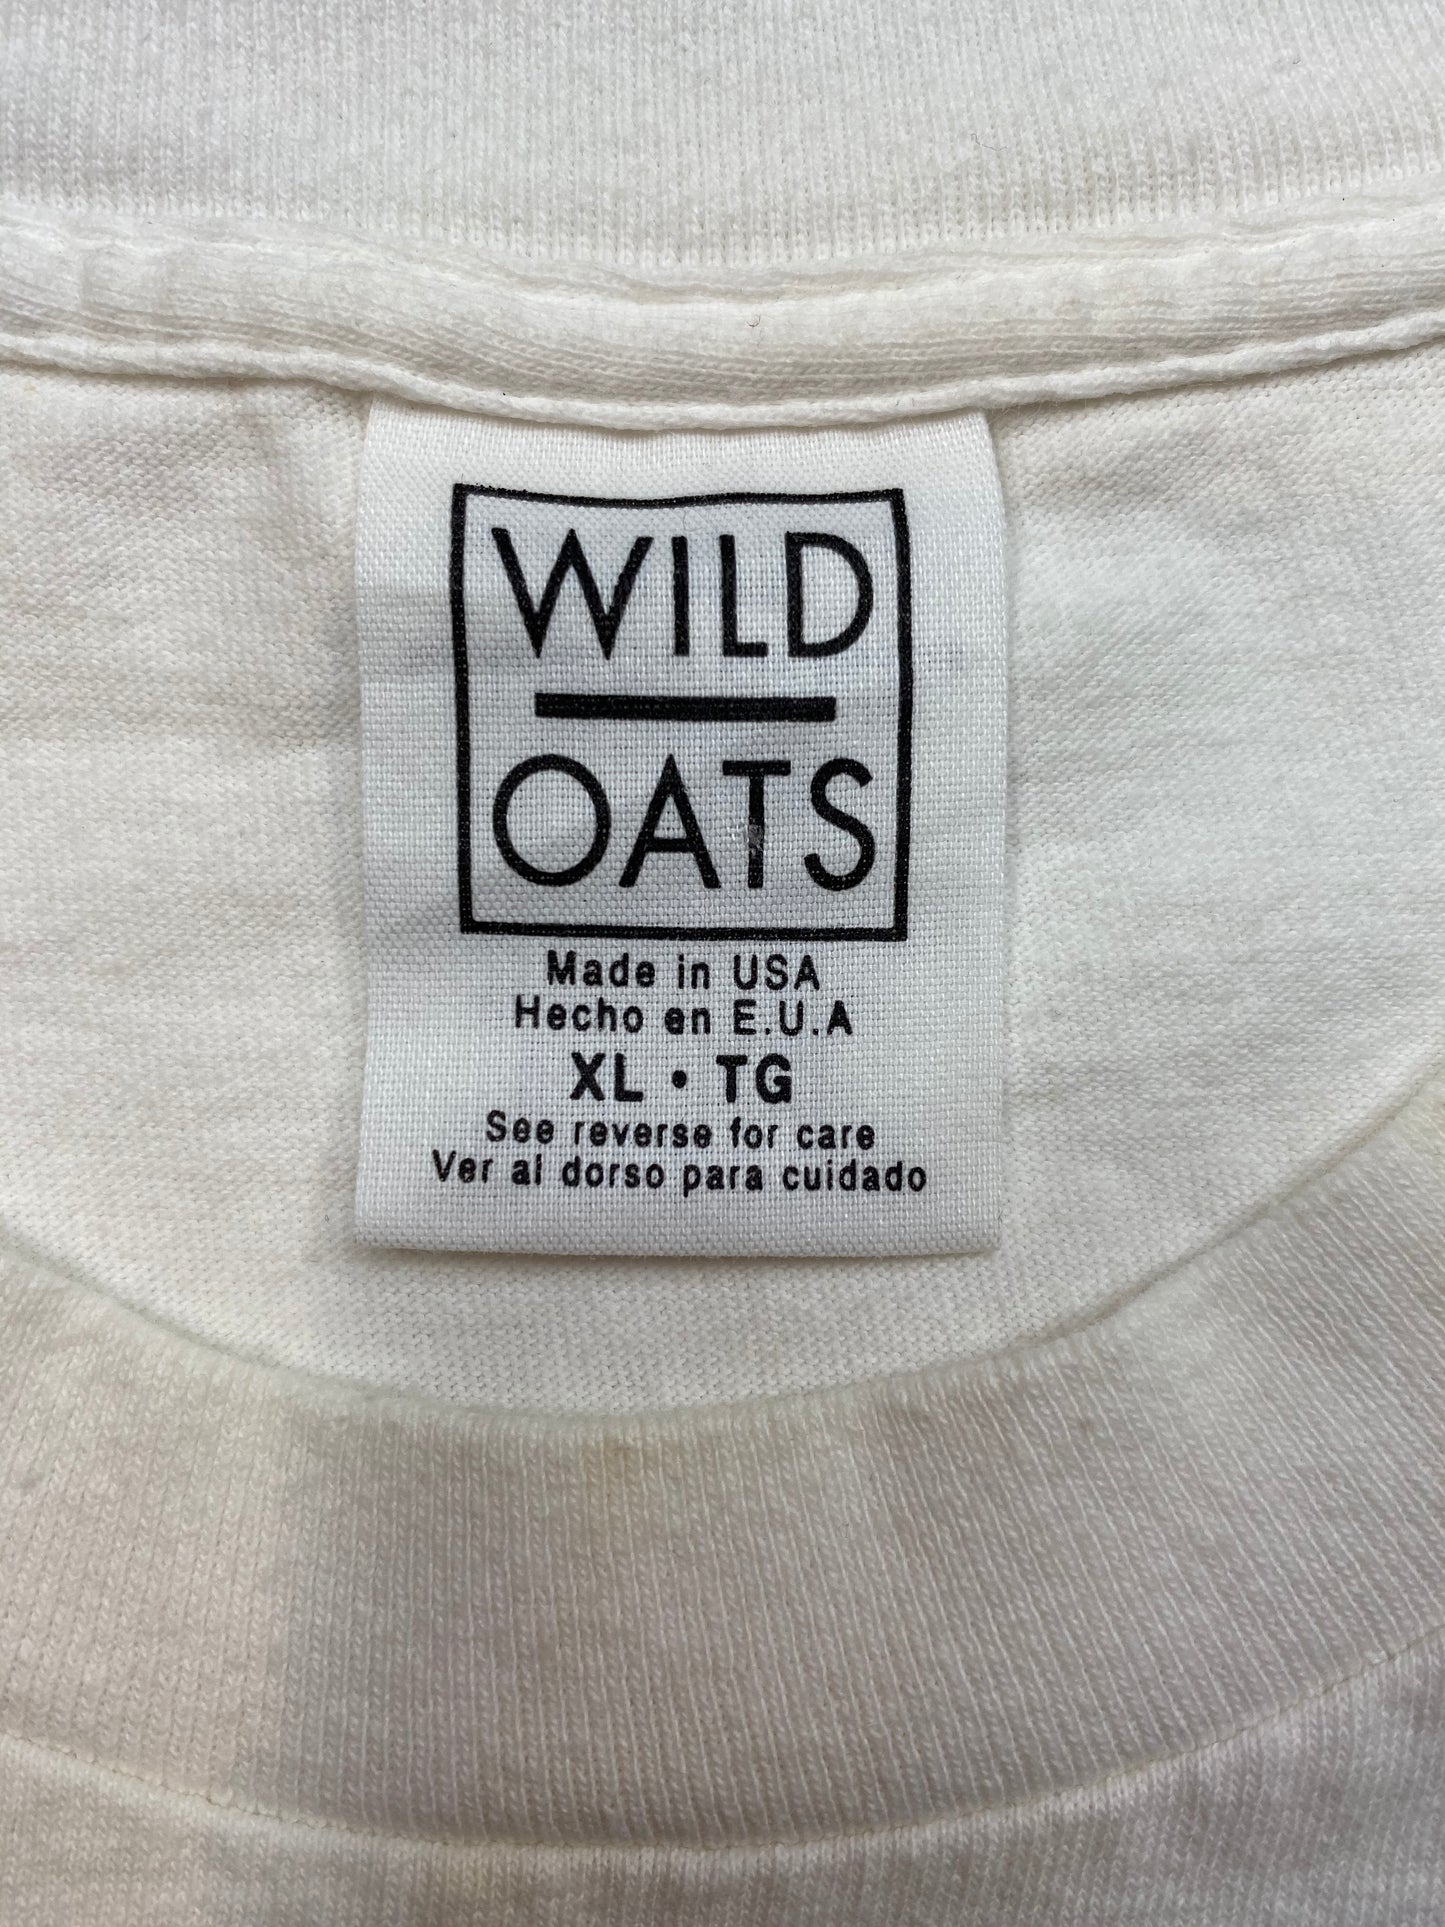 WILD
OATS
Made in USA
Hecho en E.U.A
XL • TG
See reverse for care
Ver al dorso para cuidado